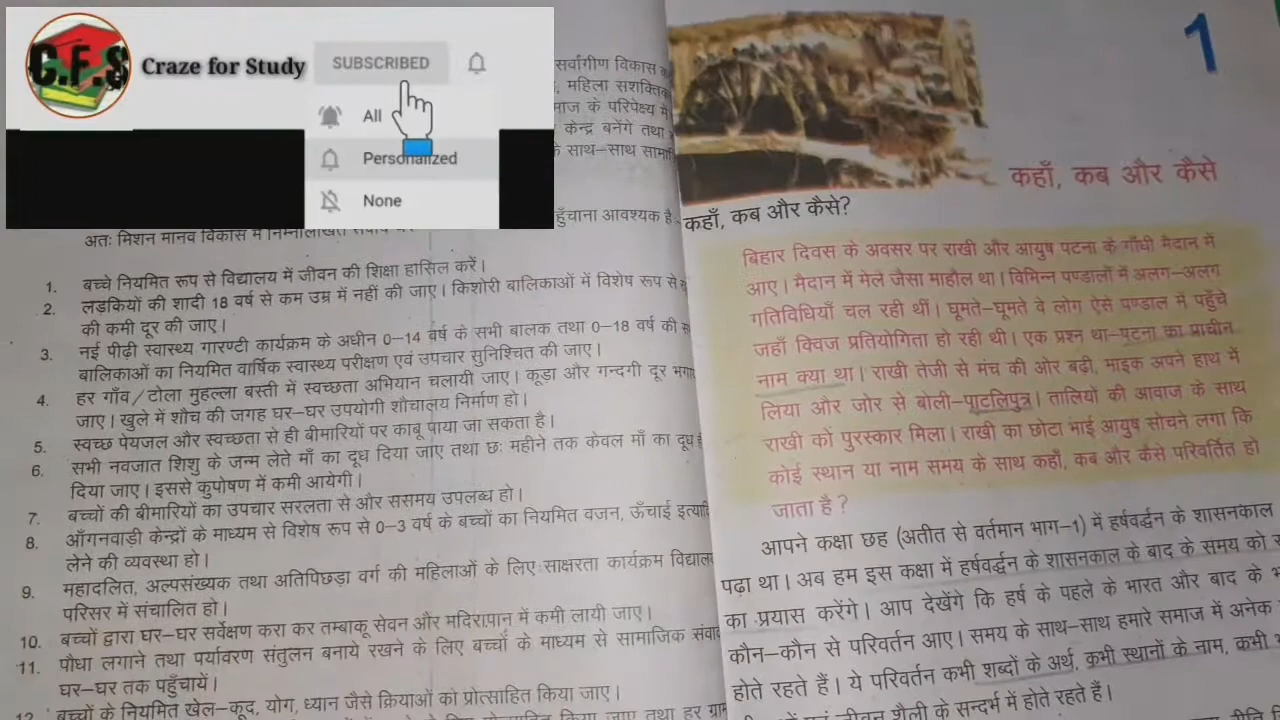 C.F.S
Craze for Study
SUBSCRIBED
All
Personalized
None
सर्वांगीण विकास
महिला सशक्तिक
माज के परिपेक्ष्य में
केन्द्र बनेंगे तथा
के साथ–साथ सामाजि
हुँचाना आवश्यक है
अतः मिशन मानव विकास में निम्नलिखित
1. बच्चे नियमित रूप से विद्यालय में जीवन की शिक्षा हासिल करें।
2. लड़कियों की शादी 18 वर्ष से कम उम्र में नहीं की जाए। किशोरी बालिकाओं में विशेष रूप से
की कमी दूर की जाए।
3. नई पीढ़ी स्वास्थ्य गारण्टी कार्यक्रम के अधीन 0–14 वर्ष के सभी बालक तथा 0–18 वर्ष की
बालिकाओं का नियमित वार्षिक स्वास्थ्य परीक्षण एवं उपचार सुनिश्चित की जाए।
4. हर गाँव/टोला मुहल्ला बस्ती में स्वच्छता अभियान चलायी जाए। कूड़ा और गन्दगी दूर भगा
जाए। खुले में शौच की जगह घर–घर उपयोगी शौचालय निर्माण हो।
5. स्वच्छ पेयजल और स्वच्छता से ही बीमारियों पर काबू पाया जा सकता है।
6. सभी नवजात शिशु के जन्म लेते माँ का दूध दिया जाए तथा छः महीने तक केवल माँ का दूध
दिया जाए। इससे कुपोषण में कमी आयेगी।
7. बच्चों की बीमारियों का उपचार सरलता से और ससमय उपलब्ध हो।
8. आँगनवाड़ी केन्द्रों के माध्यम से विशेष रूप से 0–3 वर्ष के बच्चों का नियमित वजन, ऊँचाई इत्यादि
लेने की व्यवस्था हो।
9. महादलित, अल्पसंख्यक तथा अतिपिछड़ा वर्ग की महिलाओं के लिए साक्षरता कार्यक्रम विद्यालय
परिसर में संचालित हो।
10. बच्चों द्वारा घर–घर सर्वेक्षण करा कर तम्बाकू सेवन और मदिरापान में कमी लायी जाए।
11. पौधा लगाने तथा पर्यावरण संतुलन बनाये रखने के लिए बच्चों के माध्यम से सामाजिक संवाद
घर–घर तक पहुँचायें।
12. बच्चों के नियमित खेल–कूद, योग, ध्यान जैसे क्रियाओं को प्रोत्साहित किया जाए।
किया जाए तथा हर ग्राम
1
कहाँ, कब और कैसे
कहाँ, कब और कैसे?
बिहार दिवस के अवसर पर राखी और आयुष पटना के गाँधी मैदान में
आए। मैदान में मेले जैसा माहौल था। विभिन्न पण्डालों में अलग–अलग
गतिविधियाँ चल रही थीं। घूमते–घूमते वे लोग ऐसे पण्डाल में पहुँचे
जहाँ क्विज प्रतियोगिता हो रही थी। एक प्रश्न था–पटना का प्राचीन
नाम क्या था। राखी तेजी से मंच की ओर बढ़ी, माइक अपने हाथ में
लिया और जोर से बोली–पाटलिपुत्र। तालियों की आवाज के साथ
राखी को पुरस्कार मिला। राखी का छोटा भाई आयुष सोचने लगा कि
कोई स्थान या नाम समय के साथ कहाँ, कब और कैसे परिवर्तित हो
जाता है?
आपने कक्षा छह (अतीत से वर्तमान भाग–1) में हर्षवर्द्धन के शासनकाल
पढ़ा था। अब हम इस कक्षा में हर्षवर्द्धन के शासनकाल के बाद के समय को
का प्रयास करेंगे। आप देखेंगे कि हर्ष के पहले के भारत और बाद के
कौन–कौन से परिवर्तन आए। समय के साथ–साथ हमारे समाज में अनेक
होते रहते हैं। ये परिवर्तन कभी शब्दों के अर्थ, कभी स्थानों के नाम, कभी
जीवन शैली के सन्दर्भ में होते रहते हैं।